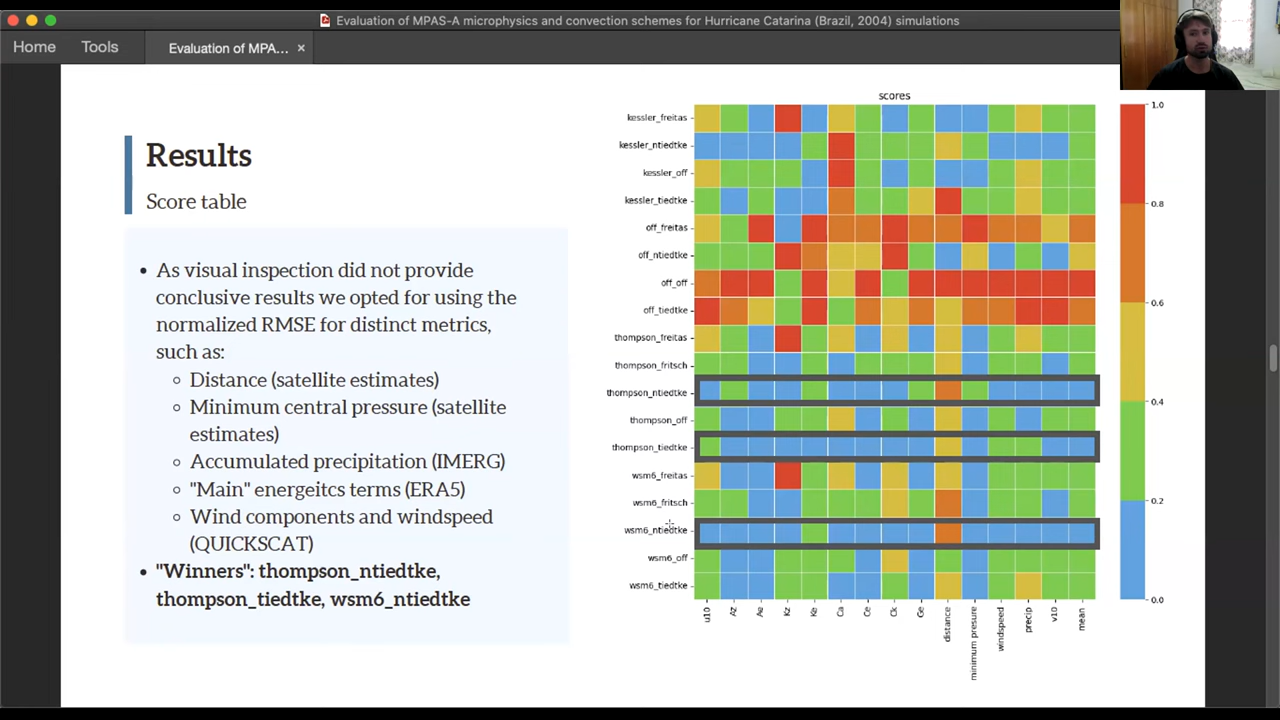 Evaluation of MPAS-A microphysics and convection schemes for Hurricane Catarina (Brazil, 2004) simulations
Home Tools Evaluation of MPA... ×
Results
Score table
• As visual inspection did not provide
conclusive results we opted for using the
normalized RMSE for distinct metrics,
such as:
◦ Distance (satellite estimates)
◦ Minimum central pressure (satellite
estimates)
◦ Accumulated precipitation (IMERG)
◦ "Main" energeitcs terms (ERA5)
◦ Wind components and windspeed
(QUICKSCAT)
• "Winners": thompson_ntiedtke,
thompson_tiedtke, wsm6_ntiedtke
scores
kessler_freitas
kessler_ntiedtke
kessler_off
kessler_tiedtke
off_freitas
off_ntiedtke
off_off
off_tiedtke
thompson_freitas
thompson_fritsch
thompson_ntiedtke
thompson_off
thompson_tiedtke
wsm6_freitas
wsm6_fritsch
wsm6_ntiedtke
wsm6_off
wsm6_tiedtke
u10
Az
Ae
Kz
Ke
Ca
Ce
Ck
Ge
distance
minimum presure
windspeed
precip
v10
mean
1.0
0.8
0.6
0.4
0.2
0.0